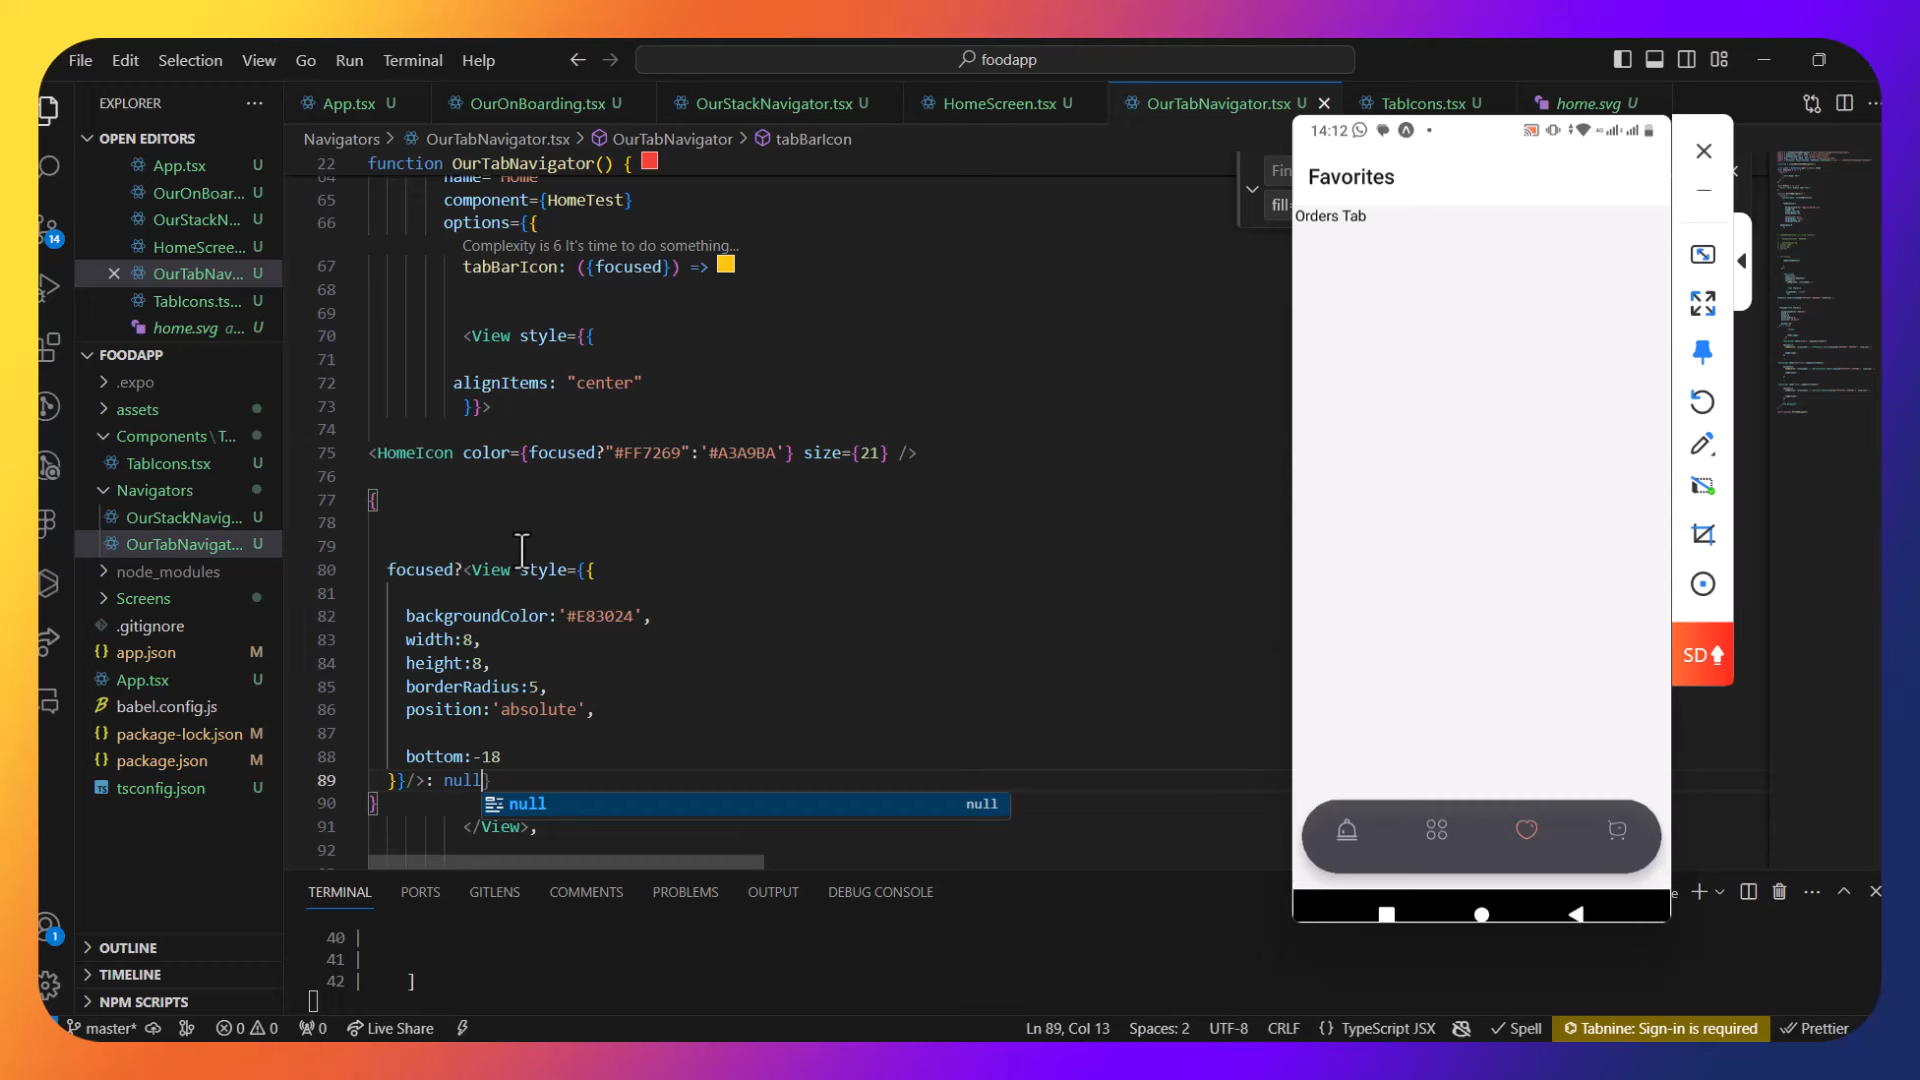 File Edit Selection View Go Run Terminal Help
foodapp
EXPLORER
OPEN EDITORS
App.tsx U
OurOnBoar... U
OurStackN... U
HomeScree... U
OurTabNav... U
TabIcons.ts... U
home.svg a... U
FOODAPP
.expo
assets
Components\T...
TabIcons.tsx U
Navigators
OurStackNavig... U
OurTabNavigat... U
node_modules
Screens
.gitignore
app.json M
App.tsx U
babel.config.js
package-lock.json M
package.json M
tsconfig.json U
OUTLINE
TIMELINE
NPM SCRIPTS
14
1
App.tsx U OurOnBoarding.tsx U OurStackNavigator.tsx U HomeScreen.tsx U OurTabNavigator.tsx U TabIcons.tsx U home.svg U
Navigators > OurTabNavigator.tsx > OurTabNavigator > tabBarIcon
22 function OurTabNavigator() {
65 component={HomeTest}
66 options={{
Complexity is 6 It's time to do something...
67 tabBarIcon: ({focused}) =>
68
69
70 <View style={{
71
72 alignItems: "center"
73 }}>
74
75 <HomeIcon color={focused?"#FF7269":'#A3A9BA'} size={21} />
76
77 {
78
79
80 focused?<View style={{
81
82 backgroundColor:'#E83024',
83 width:8,
84 height:8,
85 borderRadius:5,
86 position:'absolute',
87
88 bottom:-18
89 }}/>: null}
90 }
null null
91 </View>,
92
14:12
Favorites
Orders Tab
SD
TERMINAL PORTS GITLENS COMMENTS PROBLEMS OUTPUT DEBUG CONSOLE
40 |
41 |
42 | ]
master* 0 0 0 Live Share Ln 89, Col 13 Spaces: 2 UTF-8 CRLF {} TypeScript JSX Spell Tabnine: Sign-in is required Prettier